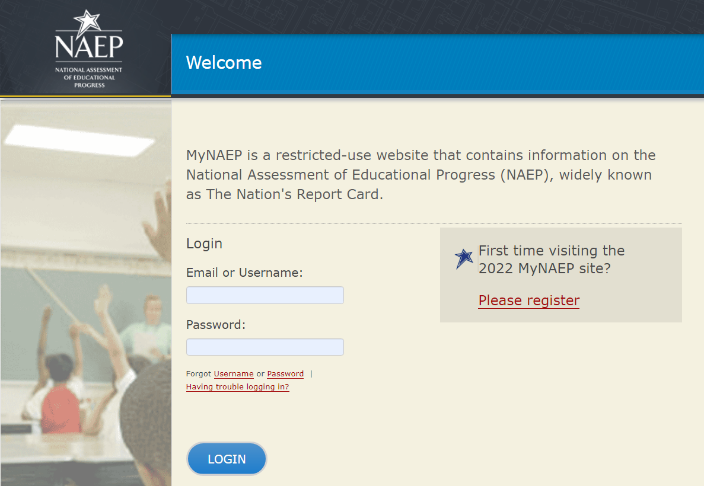 NAEP
NATIONAL ASSESSMENT
OF EDUCATIONAL
PROGRESS
Welcome
MyNAEP is a restricted-use website that contains information on the
National Assessment of Educational Progress (NAEP), widely known
as The Nation's Report Card.
Login
Email or Username:
Password:
Forgot Username or Password |
Having trouble logging in?
LOGIN
First time visiting the
2022 MyNAEP site?
Please register